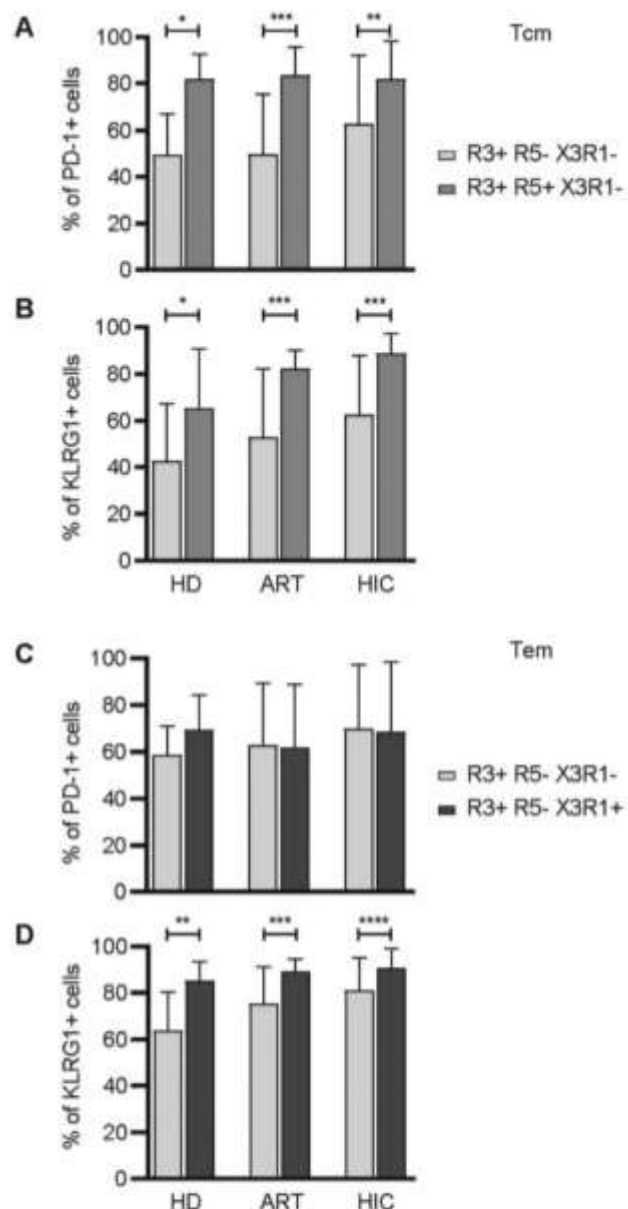 A
Tcm
* *** **
100
80
60
40
20
0
% of PD-1+ cells
R3+ R5- X3R1-
R3+ R5+ X3R1-
B
* *** ***
100
80
60
40
20
0
% of KLRG1+ cells
HD ART HIC
C
Tem
100
80
60
40
20
0
% of PD-1+ cells
R3+ R5- X3R1-
R3+ R5- X3R1+
D
** *** ****
100
80
60
40
20
0
% of KLRG1+ cells
HD ART HIC